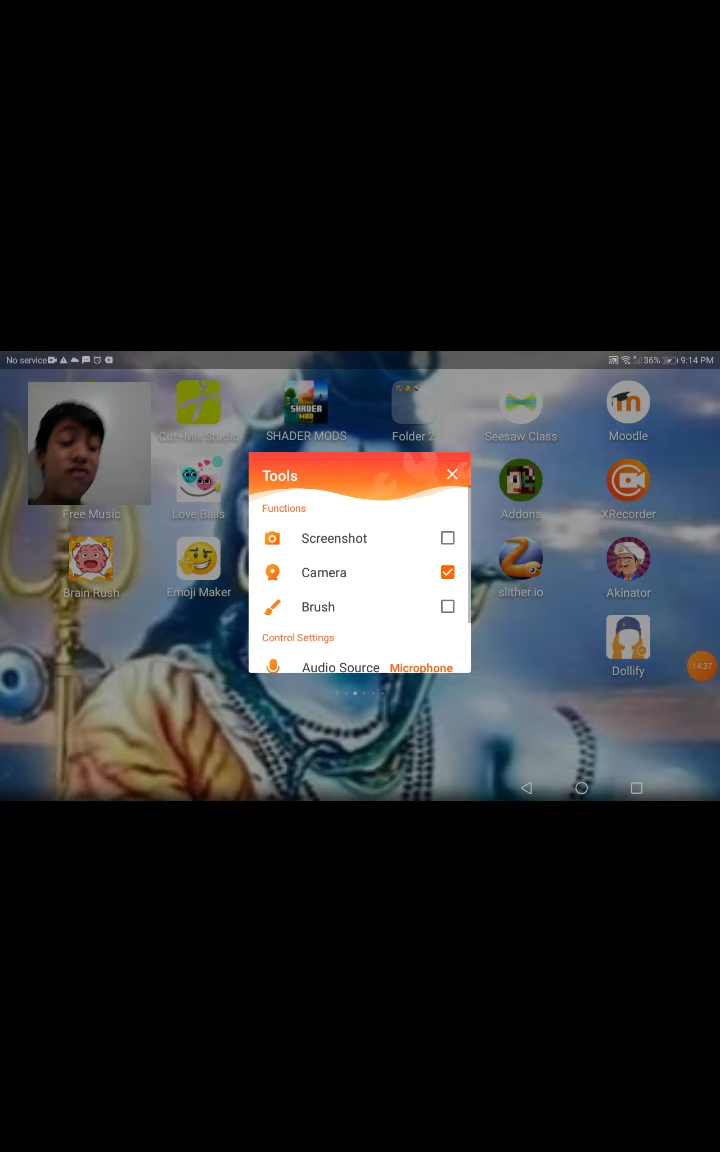 No service
36% 9:14 PM
Cut+Mix Studio
SHADER MODS
Folder 2
Seesaw Class
Moodle
SHADER
MOD
Tools
Functions
Screenshot
Camera
Brush
Control Settings
Audio Source Microphone
Free Music
Love Balls
Addons
XRecorder
Brain Rush
Emoji Maker
slither.io
Akinator
Dollify
14:37